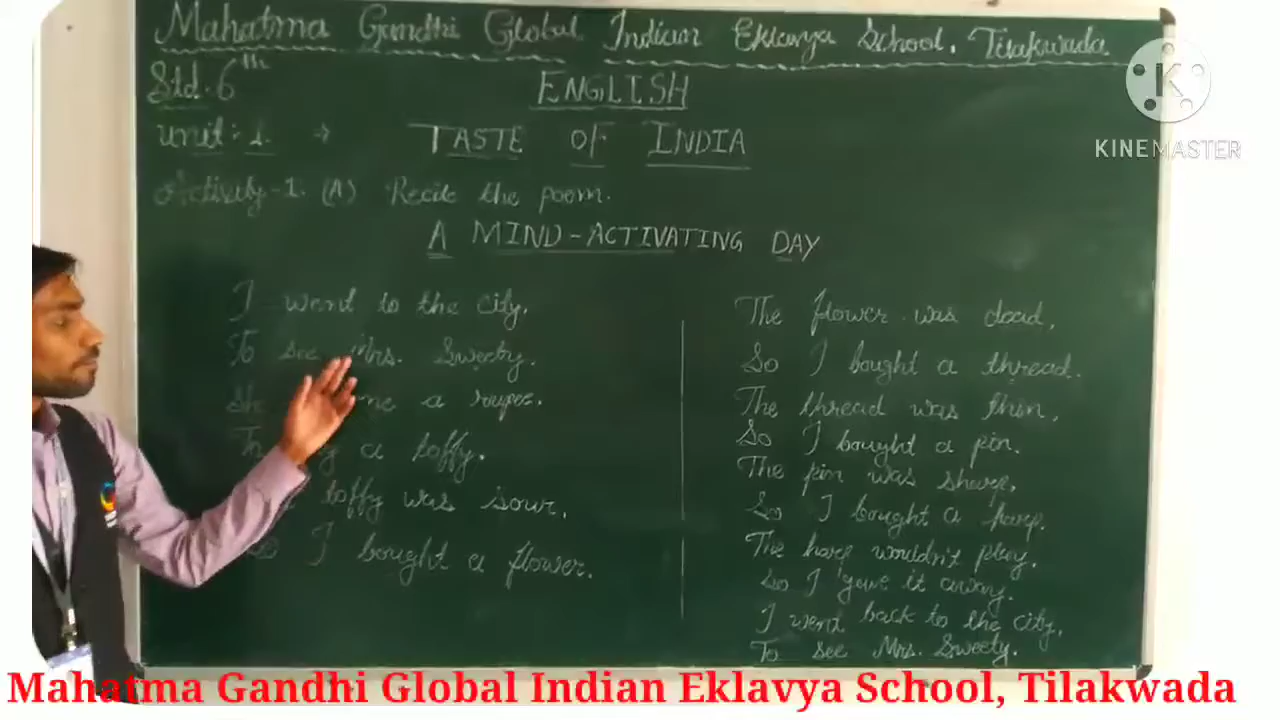 Mahatma Gandhi Global Indian Eklavya School, Tilakwada
Std. 6th
ENGLISH
Unit: 1. → TASTE OF INDIA
Activity-1. (A) Recite the poem.
A MIND-ACTIVATING DAY
I went to the city.
To see Mrs. Sweety.
She me a rupee.
To a toffy.
toffy was sour,
So I bought a flower.
The flower was dead,
So I bought a thread.
The thread was thin,
So I bought a pin.
The pin was sharp,
So I bought a harp.
The harp wouldn't play,
So I gave it away.
I went back to the city,
To see Mrs. Sweety.
K
KINEMASTER
Mahatma Gandhi Global Indian Eklavya School, Tilakwada